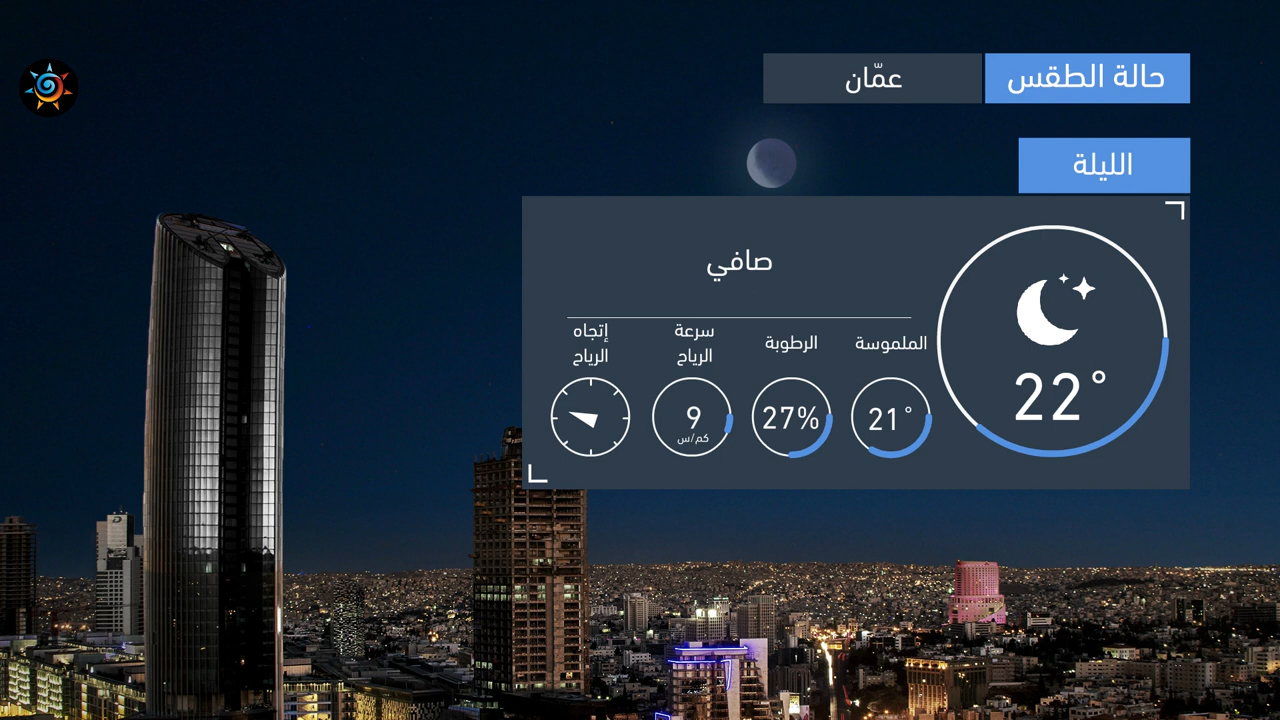 حالة الطقس
عمّان
الليلة
صافي
22°
الملموسة
21°
الرطوبة
27%
سرعة
الرياح
9
كم/س
إتجاه
الرياح